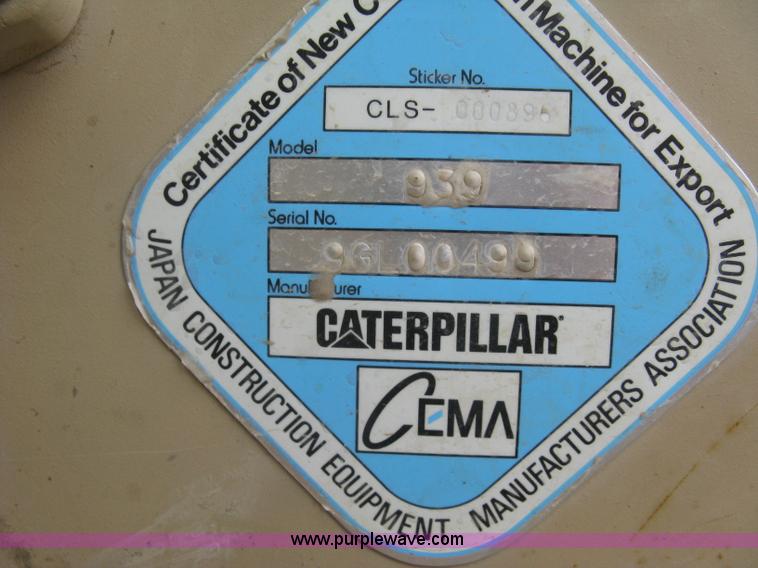 Certificate of New C
n Machine for Export
Sticker No.
CLS-
Model
939
Serial No.
9GL00499
CATERPILLAR
CEMA
JAPAN CONSTRUCTION EQUIPMENT MANUFACTURERS ASSOCIATION
www.purplewave.com